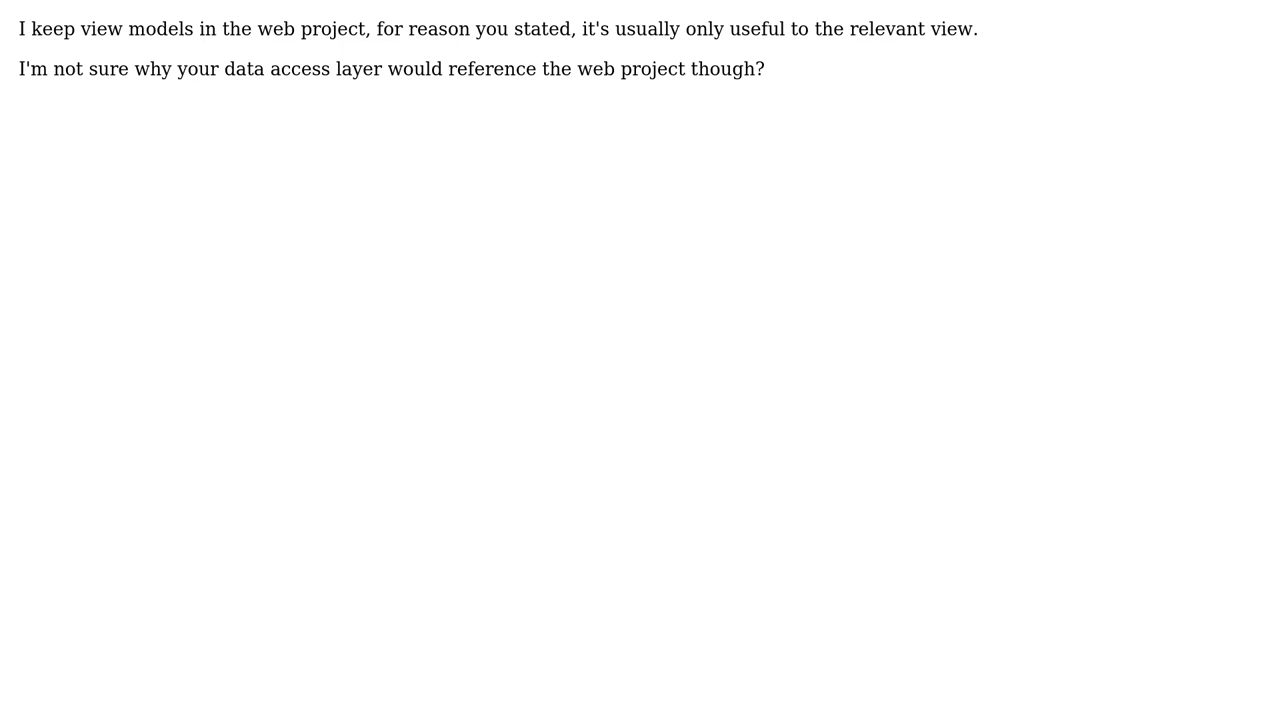 I keep view models in the web project, for reason you stated, it's usually only useful to the relevant view.
I'm not sure why your data access layer would reference the web project though?